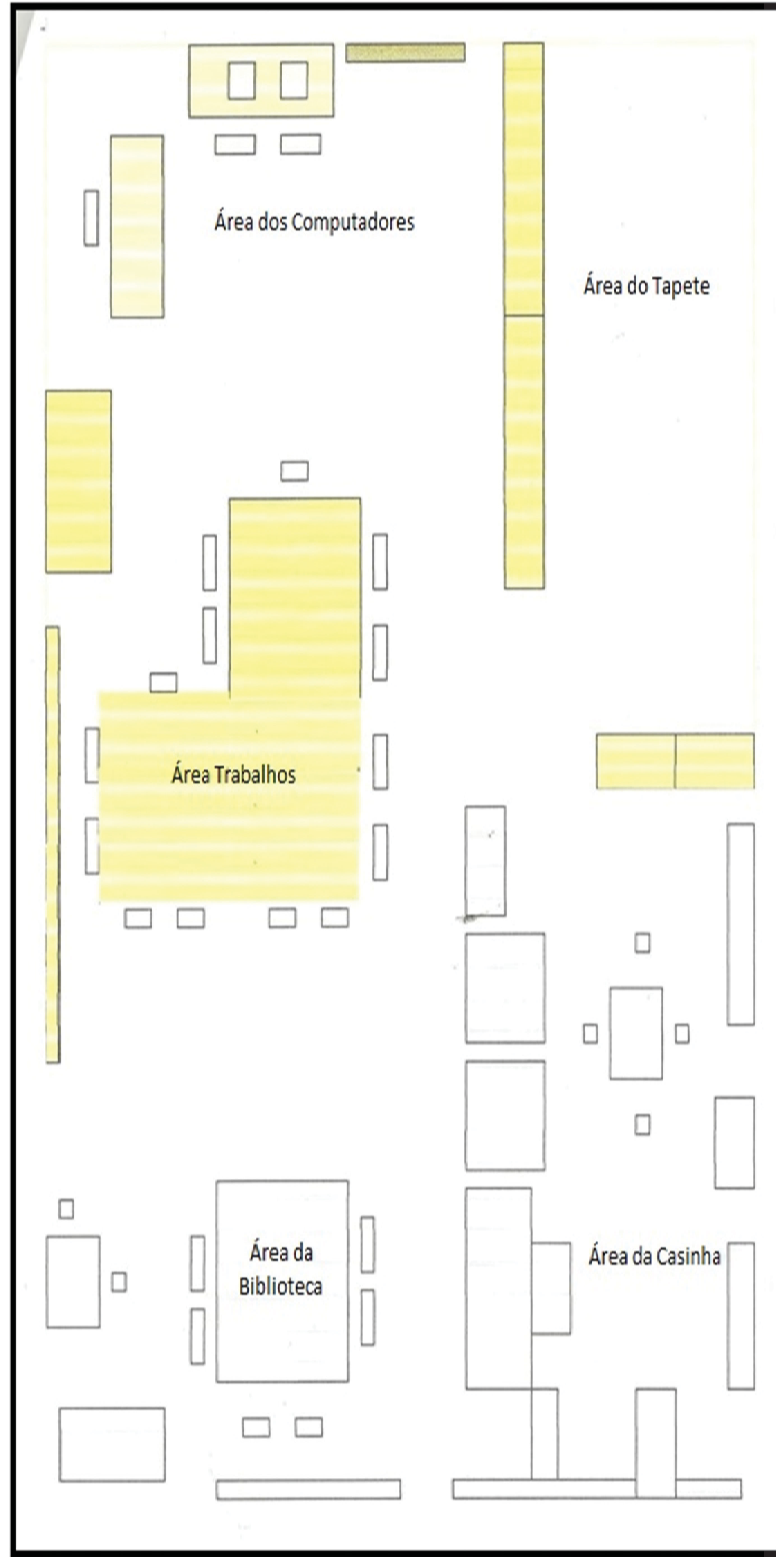 Área dos Computadores
Área do Tapete
Área Trabalhos
Área da
Biblioteca
Área da Casinha